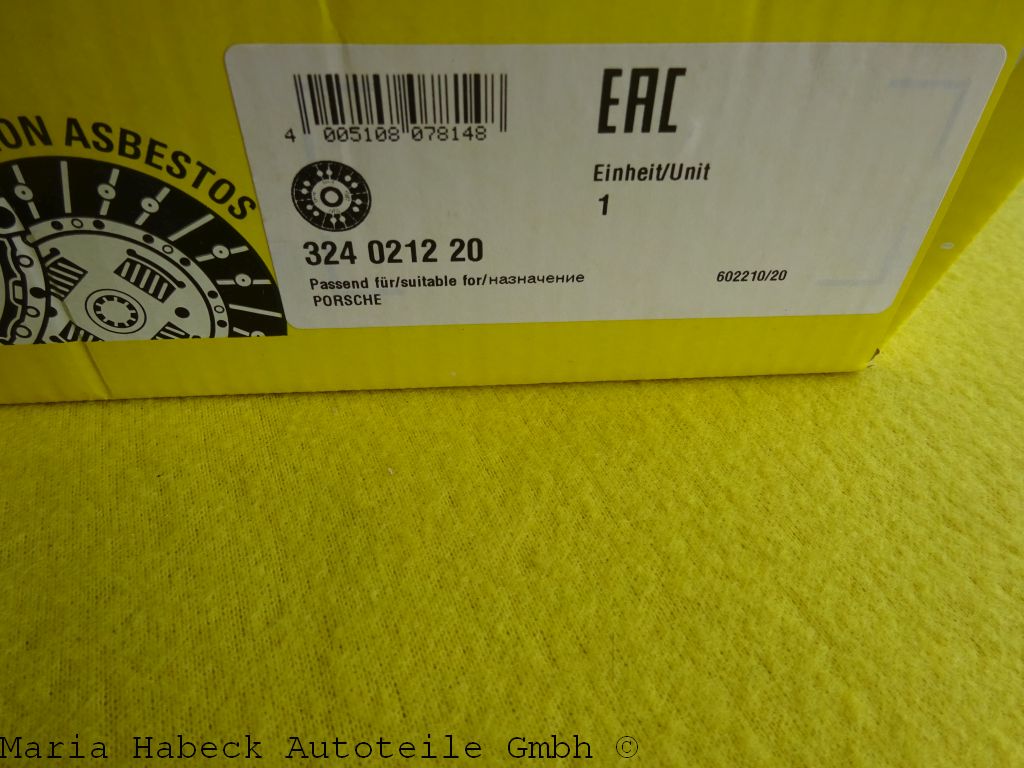 ON ASBESTOS
4 005108 078148
EAC
Einheit/Unit
1
324 0212 20
Passend für/suitable for/назначение
PORSCHE
602210/20
Maria Habeck Autoteile Gmbh ©